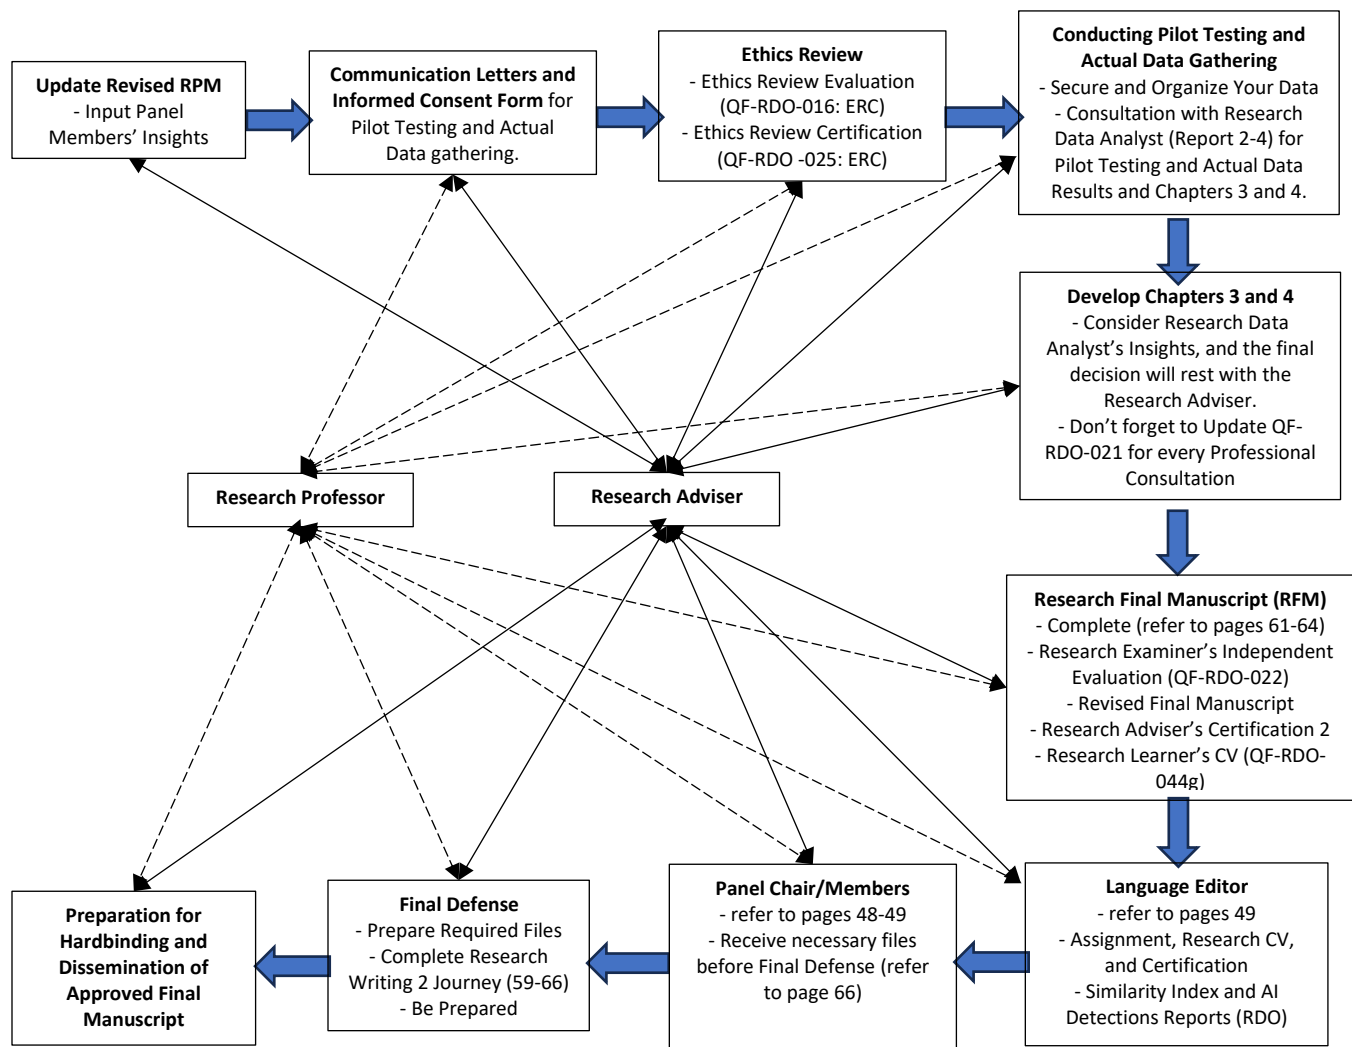 Update Revised RPM
- Input Panel
Members’ Insights
Communication Letters and
Informed Consent Form for
Pilot Testing and Actual
Data gathering.
Ethics Review
- Ethics Review Evaluation
(QF-RDO-016: ERC)
- Ethics Review Certification
(QF-RDO -025: ERC)
Conducting Pilot Testing and
Actual Data Gathering
- Secure and Organize Your Data
- Consultation with Research
Data Analyst (Report 2-4) for
Pilot Testing and Actual Data
Results and Chapters 3 and 4.
Develop Chapters 3 and 4
- Consider Research Data
Analyst’s Insights, and the
final decision will rest with the
Research Adviser.
- Don’t forget to Update QF-
RDO-021 for every Professional
Consultation
Research Professor
Research Adviser
Research Final Manuscript (RFM)
- Complete (refer to pages 61-64)
- Research Examiner’s Independent
Evaluation (QF-RDO-022)
- Revised Final Manuscript
- Research Adviser’s Certification 2
- Research Learner’s CV (QF-RDO-
044g)
Language Editor
- refer to pages 49
- Assignment, Research CV,
and Certification
- Similarity Index and AI
Detections Reports (RDO)
Panel Chair/Members
- refer to pages 48-49
- Receive necessary files
before Final Defense (refer
to page 66)
Final Defense
- Prepare Required Files
- Complete Research
Writing 2 Journey (59-66)
- Be Prepared
Preparation for
Hardbinding and
Dissemination of
Approved Final
Manuscript